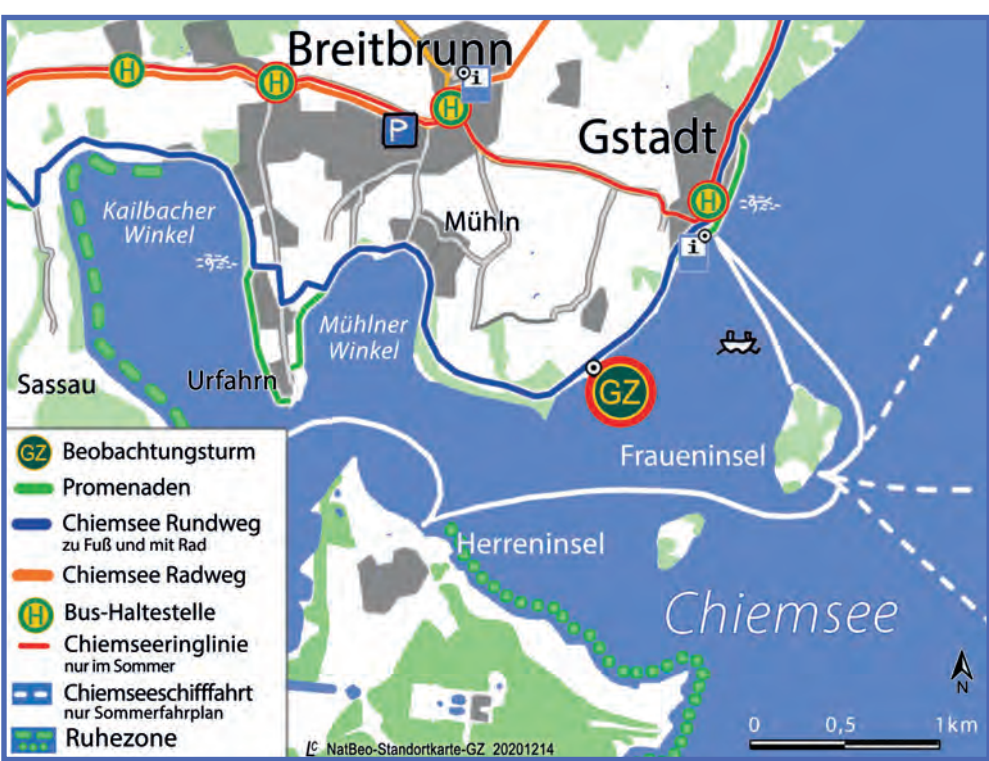 Breitbrunn
H
H
i
H
P
Gstadt
H
i
Kailbacher
Winkel
Mühln
Mühlner
Winkel
Sassau
Urfahrn
GZ
Fraueninsel
Herreninsel
Chiemsee
GZ Beobachtungsturm
Promenaden
Chiemsee Rundweg
zu Fuß und mit Rad
Chiemsee Radweg
H Bus-Haltestelle
Chiemseeringlinie
nur im Sommer
Chiemseeschifffahrt
nur Sommerfahrplan
Ruhezone
LC NatBeo-Standortkarte-GZ 20201214
N
0 0,5 1km